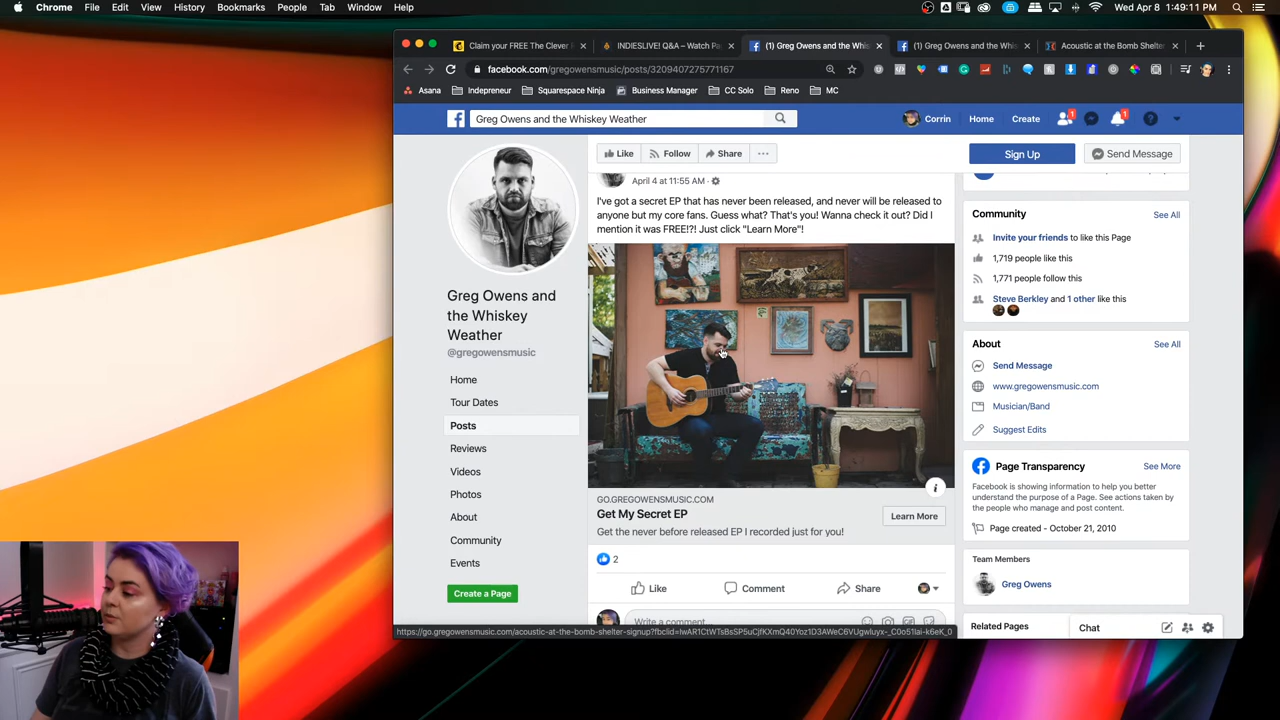 Chrome File Edit View History Bookmarks People Tab Window Help
Wed Apr 8 1:49:11 PM
Claim your FREE The Clever
INDIESLIVE! Q&A – Watch Pa
(1) Greg Owens and the Whis
(1) Greg Owens and the Whis
Acoustic at the Bomb Shelter
facebook.com/gregowensmusic/posts/3209407275771167
Asana Indepreneur Squarespace Ninja Business Manager CC Solo Reno MC
Greg Owens and the Whiskey Weather
Corrin Home Create
1
1
Like Follow Share
Sign Up
Send Message
Greg Owens and
the Whiskey
Weather
@gregowensmusic
Home
Tour Dates
Posts
Reviews
Videos
Photos
About
Community
Events
Create a Page
April 4 at 11:55 AM
I've got a secret EP that has never been released, and never will be released to
anyone but my core fans. Guess what? That's you! Wanna check it out? Did I
mention it was FREE!?! Just click "Learn More"!
GO.GREGOWENSMUSIC.COM
Get My Secret EP
Get the never before released EP I recorded just for you!
Learn More
2
Like Comment Share
Write a comment...
Community See All
Invite your friends to like this Page
1,719 people like this
1,771 people follow this
Steve Berkley and 1 other like this
About See All
Send Message
www.gregowensmusic.com
Musician/Band
Suggest Edits
Page Transparency See More
Facebook is showing information to help you better
understand the purpose of a Page. See actions taken by
the people who manage and post content.
Page created - October 21, 2010
Team Members
Greg Owens
Related Pages
Chat